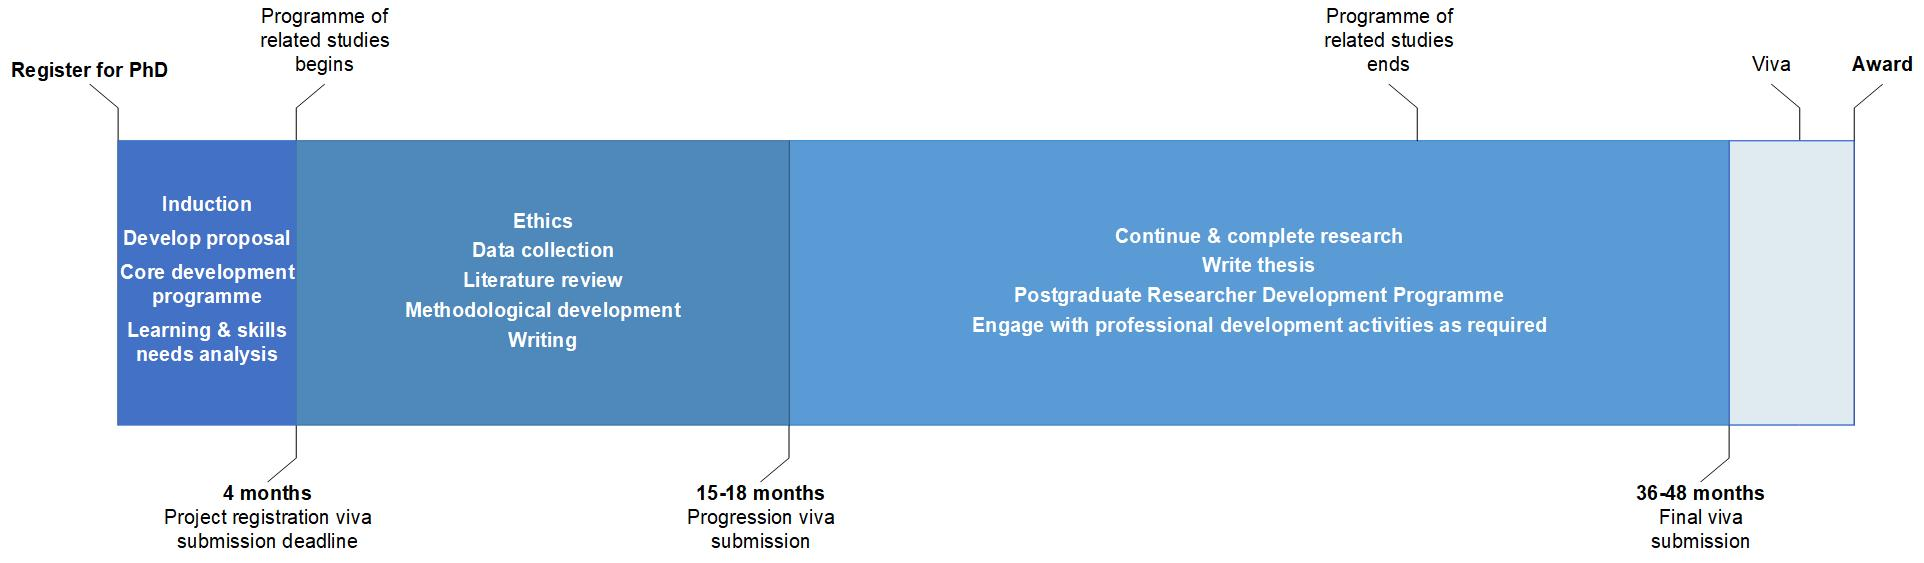 Programme of
related studies
begins
Programme of
related studies
ends
Register for PhD
Viva
Award
Induction
Develop proposal
Core development
programme
Learning & skills
needs analysis
Ethics
Data collection
Literature review
Methodological development
Writing
Continue & complete research
Write thesis
Postgraduate Researcher Development Programme
Engage with professional development activities as required
4 months
Project registration viva
submission deadline
15-18 months
Progression viva
submission
36-48 months
Final viva
submission